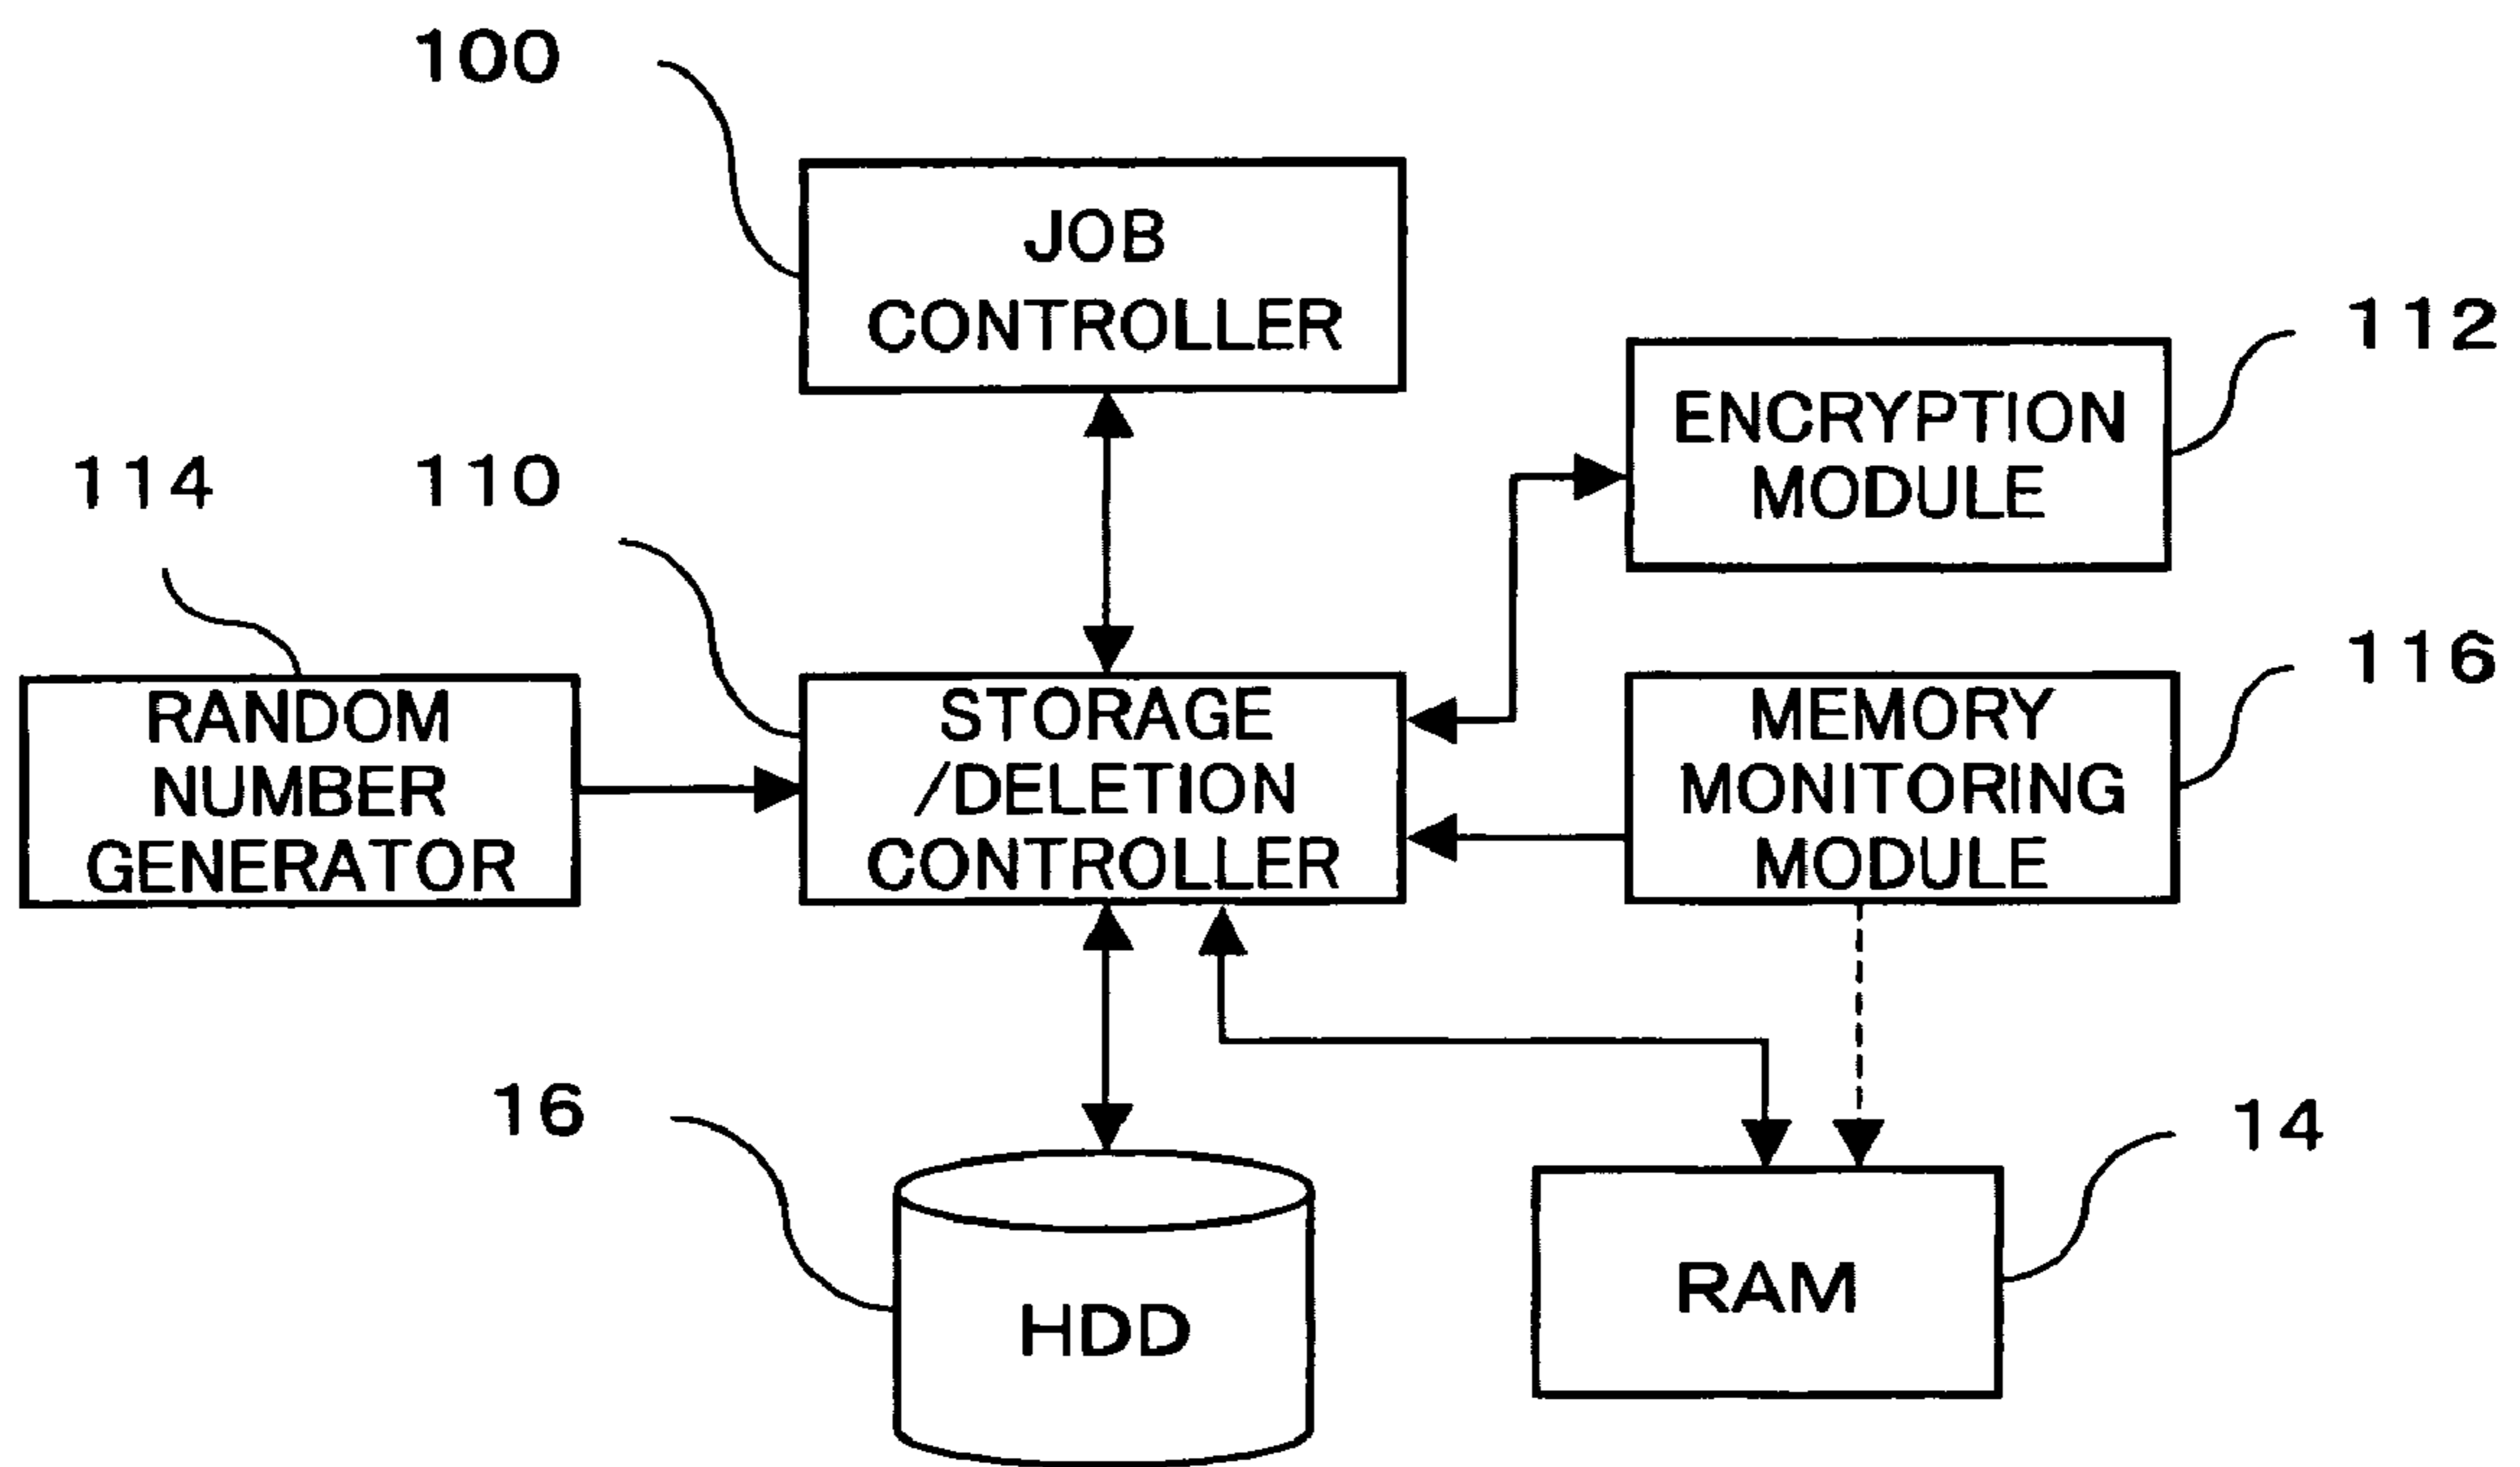 100
JOB
CONTROLLER
112
ENCRYPTION
MODULE
114
110
116
RANDOM
NUMBER
GENERATOR
STORAGE
/DELETION
CONTROLLER
MEMORY
MONITORING
MODULE
16
14
HDD
RAM